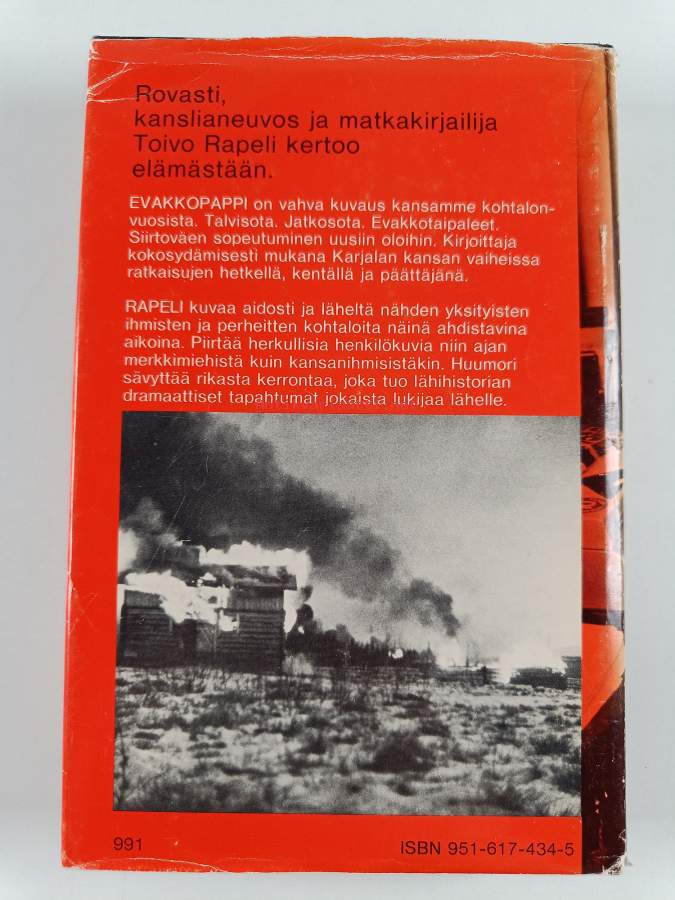 Rovasti,
kanslianeuvos ja matkakirjailija
Toivo Rapeli kertoo
elämästään.
EVAKKOPAPPI on vahva kuvaus kansamme kohtalon-
vuosista. Talvisota. Jatkosota. Evakkotaipaleet.
Siirtoväen sopeutuminen uusiin oloihin. Kirjoittaja
kokosydämisesti mukana Karjalan kansan vaiheissa
ratkaisujen hetkellä, kentällä ja päättäjänä.
RAPELI kuvaa aidosti ja läheltä nähden yksityisten
ihmisten ja perheitten kohtaloita näinä ahdistavina
aikoina. Piirtää herkullisia henkilökuvia niin ajan
merkkimiehistä kuin kansanihmisistäkin. Huumori
sävyttää rikasta kerrontaa, joka tuo lähihistorian
dramaattiset tapahtumat jokaista lukijaa lähelle.
991
ISBN 951-617-434-5